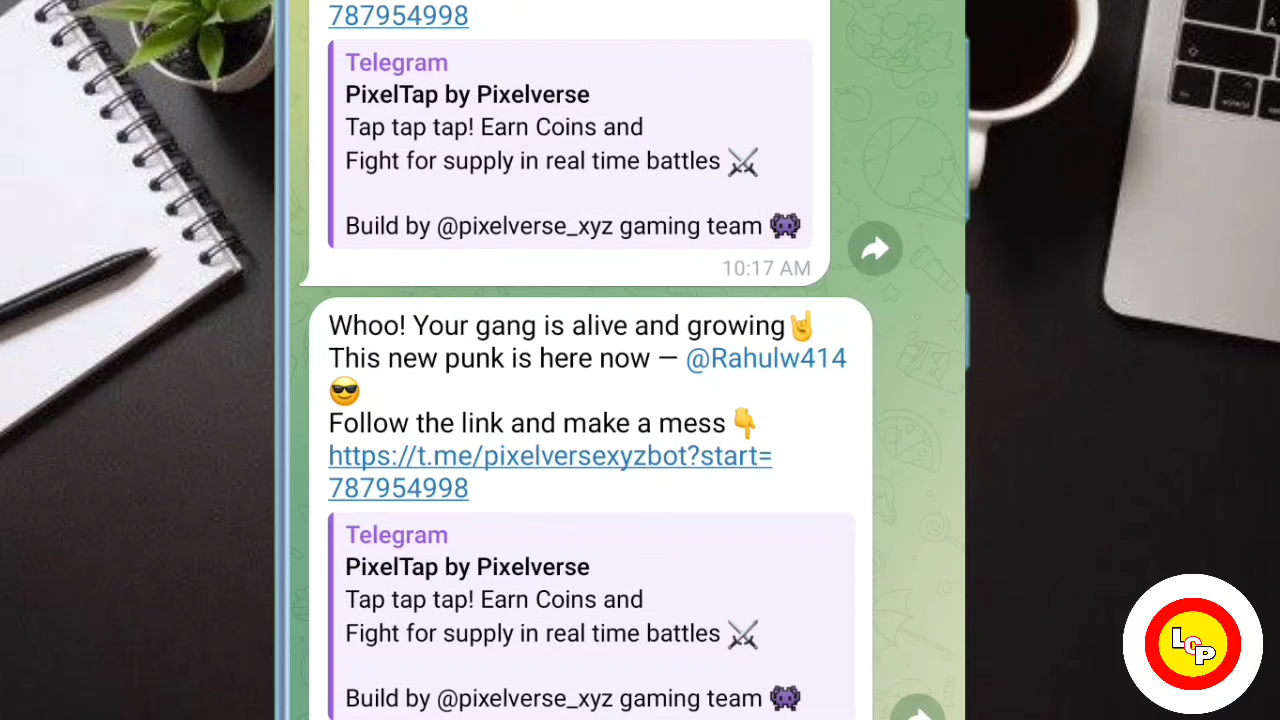 787954998
Telegram
PixelTap by Pixelverse
Tap tap tap! Earn Coins and
Fight for supply in real time battles ⚔️
Build by @pixelverse_xyz gaming team 👾
10:17 AM
Whoo! Your gang is alive and growing🤘
This new punk is here now — @Rahulw414
😎
Follow the link and make a mess👇
https://t.me/pixelversexyzbot?start=
787954998
Telegram
PixelTap by Pixelverse
Tap tap tap! Earn Coins and
Fight for supply in real time battles ⚔️
Build by @pixelverse_xyz gaming team 👾
LCP